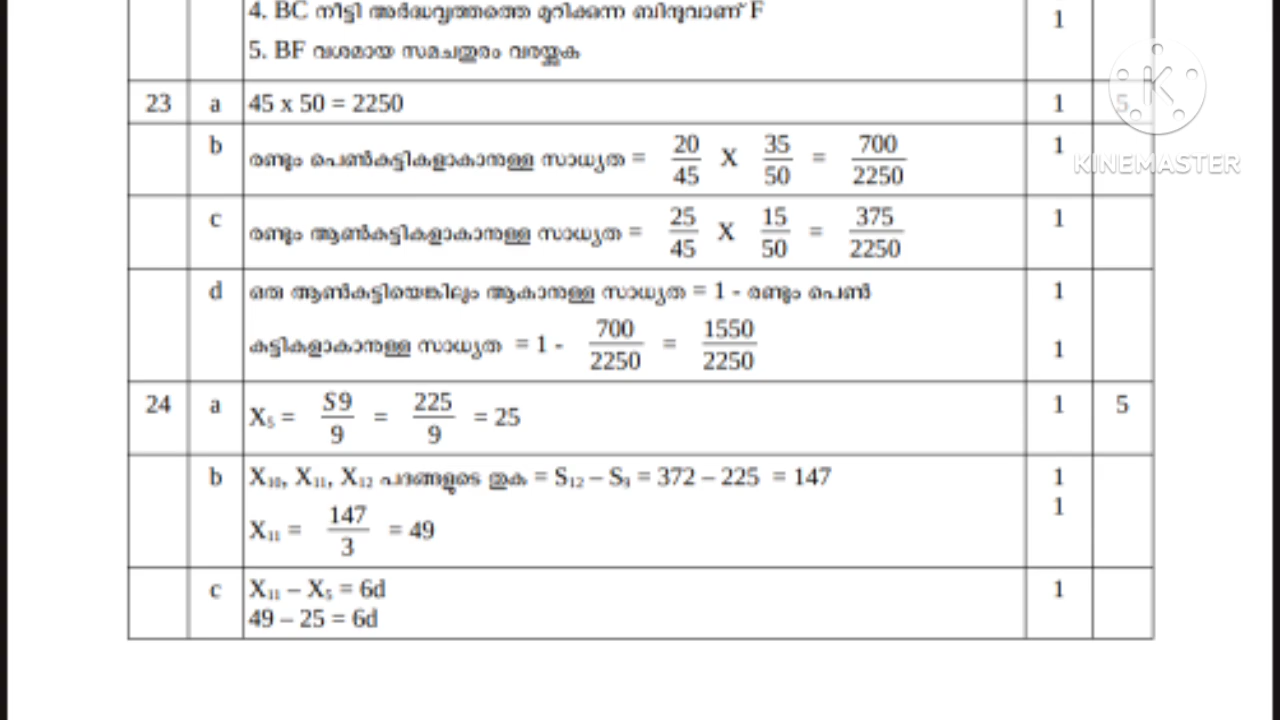 4. BC നീട്ടി അർദ്ധവൃത്തത്തെ മുറിക്കുന്ന ബിന്ദുവാണ് F
1
5. BF വശമായ സമചതുരം വരയ്ക്കുക
23 a 45 x 50 = 2250 1 5
b രണ്ടും പെൺകുട്ടികളാകാനുള്ള സാധ്യത = 20/45 X 35/50 = 700/2250 1
KINEMASTER
c രണ്ടും ആൺകുട്ടികളാകാനുള്ള സാധ്യത = 25/45 X 15/50 = 375/2250 1
d ഒരു ആൺകുട്ടിയെങ്കിലും ആകാനുള്ള സാധ്യത = 1 - രണ്ടും പെൺ 1
കുട്ടികളാകാനുള്ള സാധ്യത = 1 - 700/2250 = 1550/2250 1
24 a X₅ = S9/9 = 225/9 = 25 1 5
b X₁₀, X₁₁, X₁₂ പദങ്ങളുടെ തുക = S₁₂ – S₉ = 372 – 225 = 147 1
1
X₁₁ = 147/3 = 49
c X₁₁ – X₅ = 6d 1
49 – 25 = 6d